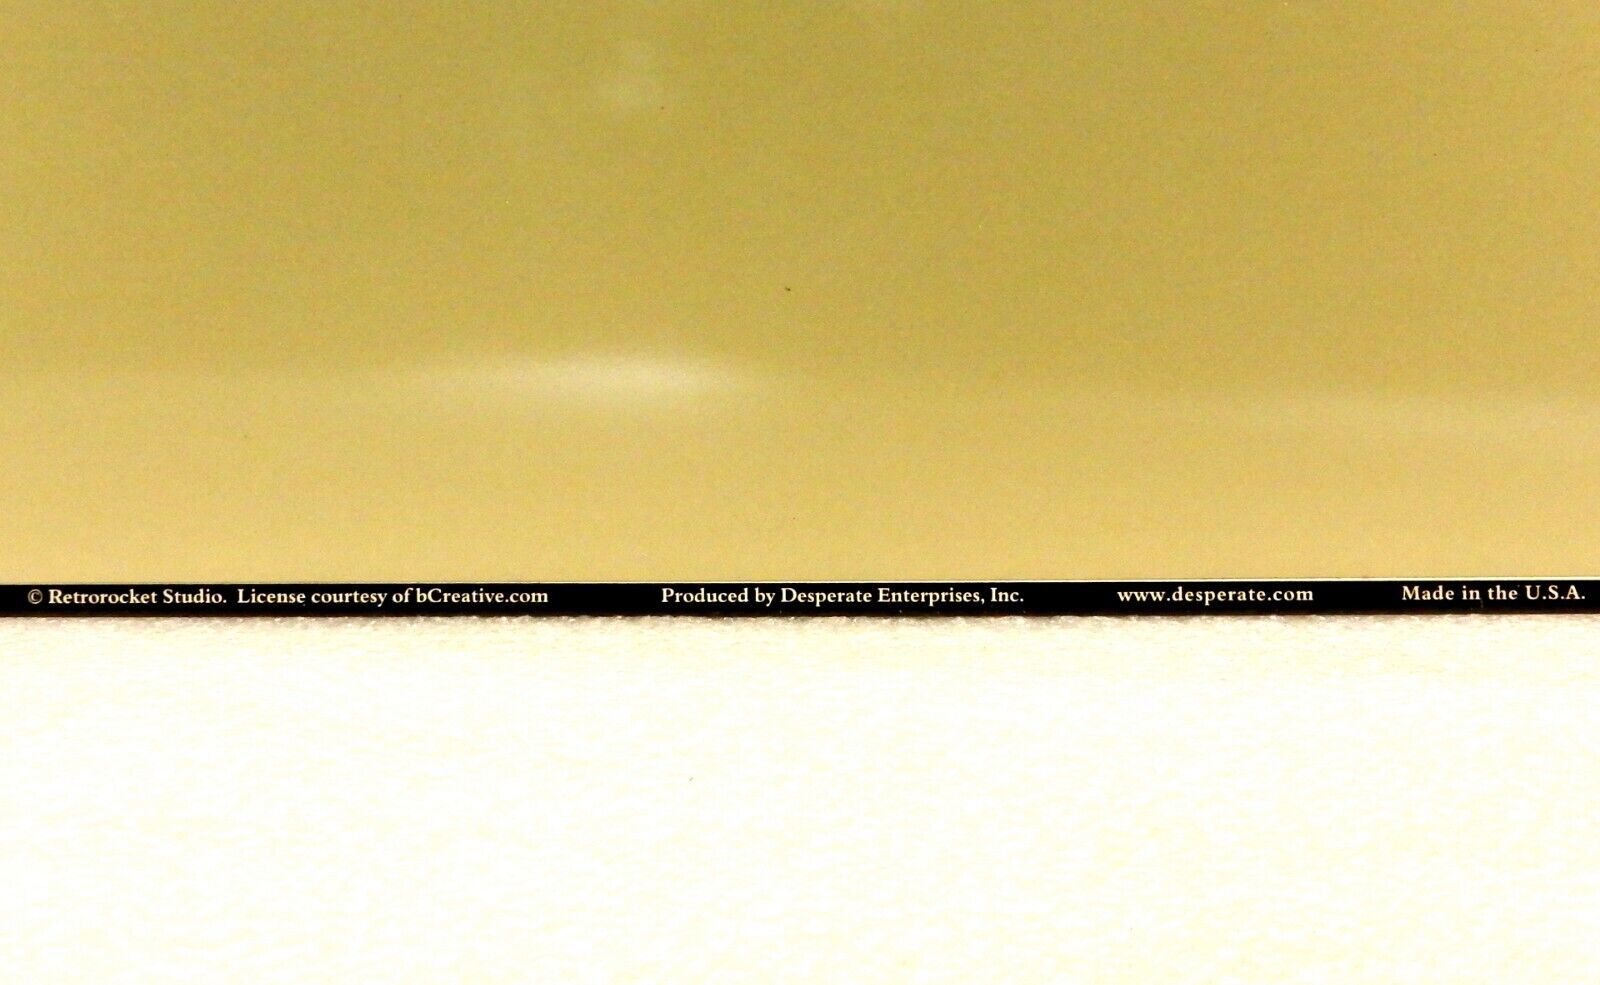 © Retrorocket Studio. License courtesy of bCreative.com Produced by Desperate Enterprises, Inc. www.desperate.com Made in the U.S.A.